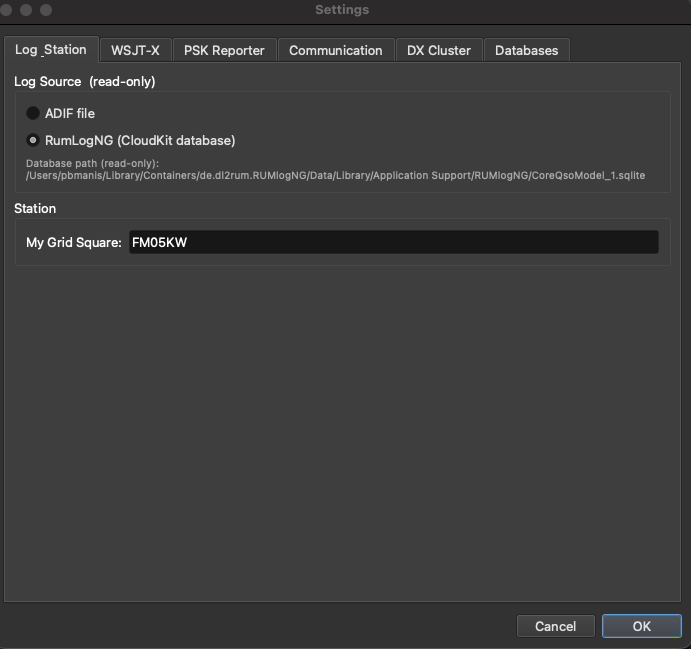 Settings
Log _Station
WSJT-X
PSK Reporter
Communication
DX Cluster
Databases
Log Source (read-only)
ADIF file
RumLogNG (CloudKit database)
Database path (read-only):
/Users/pbmanis/Library/Containers/de.dl2rum.RUMlogNG/Data/Library/Application Support/RUMlogNG/CoreQsoModel_1.sqlite
Station
My Grid Square: FM05KW
Cancel
OK